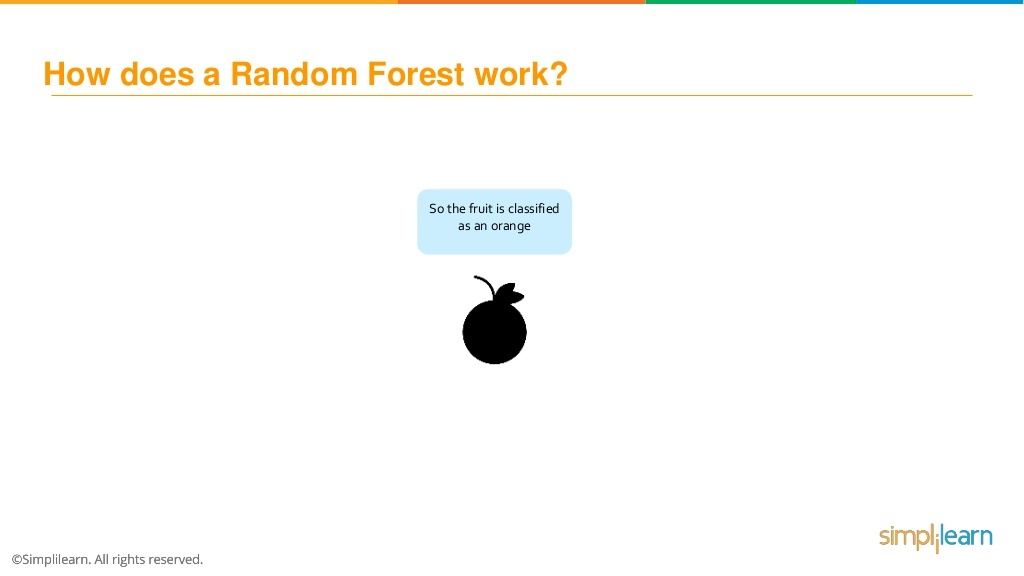 How does a Random Forest work?
So the fruit is classified
as an orange
simplilearn
©Simplilearn. All rights reserved.